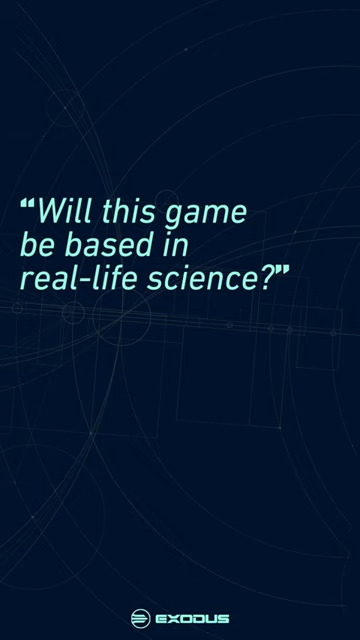 “Will this game
be based in
real-life science?”
EXODUS